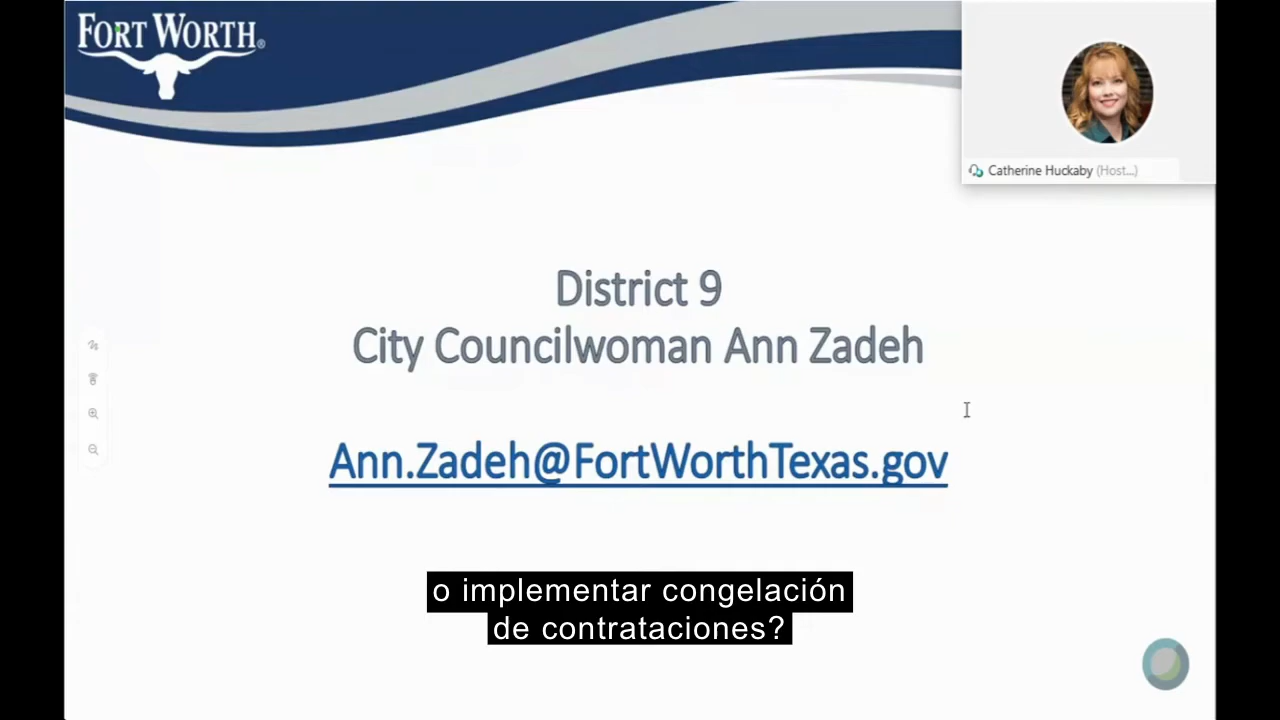 FORT WORTH®
Catherine Huckaby (Host...)
District 9
City Councilwoman Ann Zadeh
Ann.Zadeh@FortWorthTexas.gov
o implementar congelación
de contrataciones?